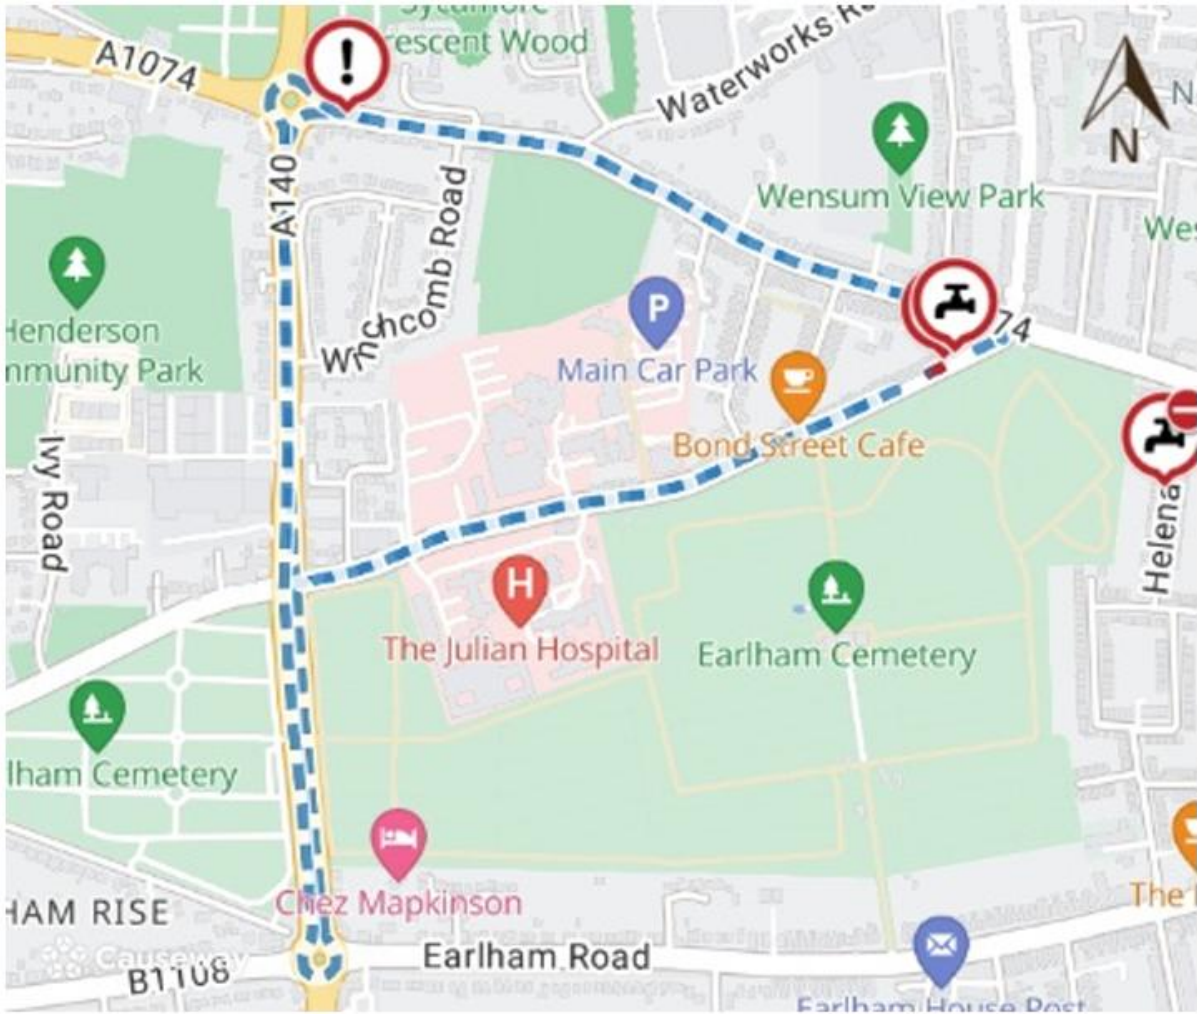 Sycamore
rescent Wood
A1074
Waterworks R
N
N
A140
Winchcomb Road
Wensum View Park
Wes
Henderson
mmunity Park
P
Main Car Park
74
Bond Street Cafe
Ivy Road
H
The Julian Hospital
Earlham Cemetery
Helena
lham Cemetery
Chez Mapkinson
HAM RISE
Causeway
B1108
Earlham Road
The
Earlham House Post